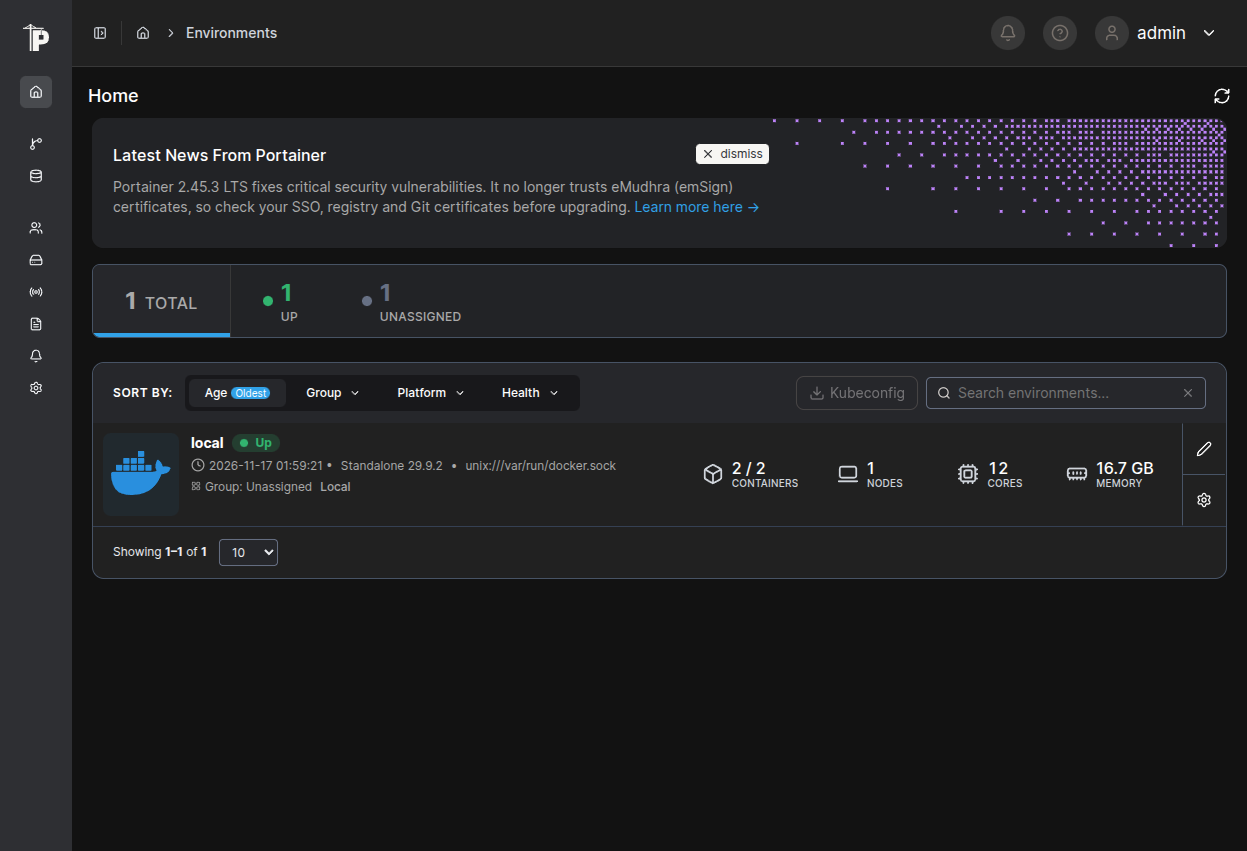 Environments
admin
Home
Latest News From Portainer
dismiss
Portainer 2.45.3 LTS fixes critical security vulnerabilities. It no longer trusts eMudhra (emSign)
certificates, so check your SSO, registry and Git certificates before upgrading. Learn more here →
1 TOTAL
1
UP
1
UNASSIGNED
SORT BY:
Age Oldest
Group
Platform
Health
Kubeconfig
Search environments...
local
Up
2026-11-17 01:59:21 • Standalone 29.9.2 • unix:///var/run/docker.sock
Group: Unassigned Local
2 / 2
CONTAINERS
1
NODES
12
CORES
16.7 GB
MEMORY
Showing 1–1 of 1
10